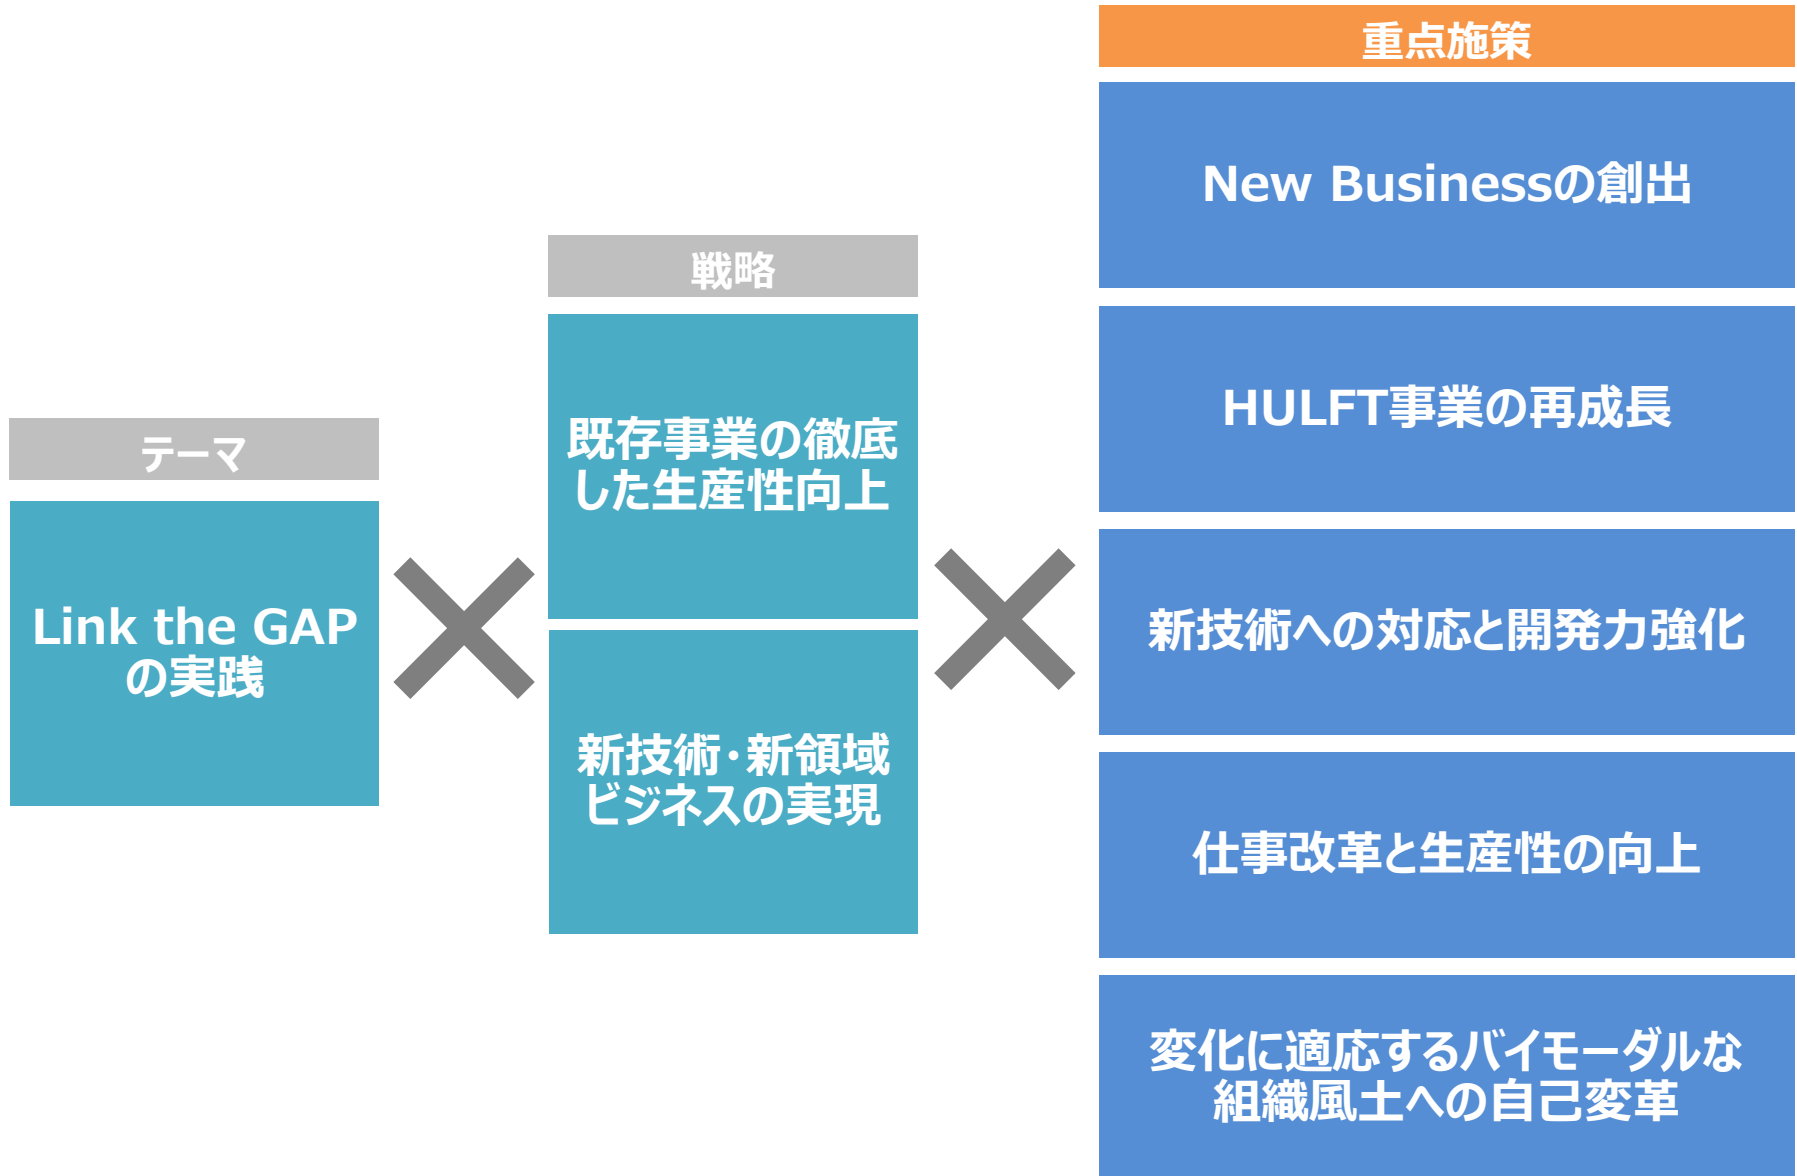 テーマ
Link the GAP
の実践
戦略
既存事業の徹底
した生産性向上
新技術・新領域
ビジネスの実現
重点施策
New Businessの創出
HULFT事業の再成長
新技術への対応と開発力強化
仕事改革と生産性の向上
変化に適応するバイモーダルな
組織風土への自己変革